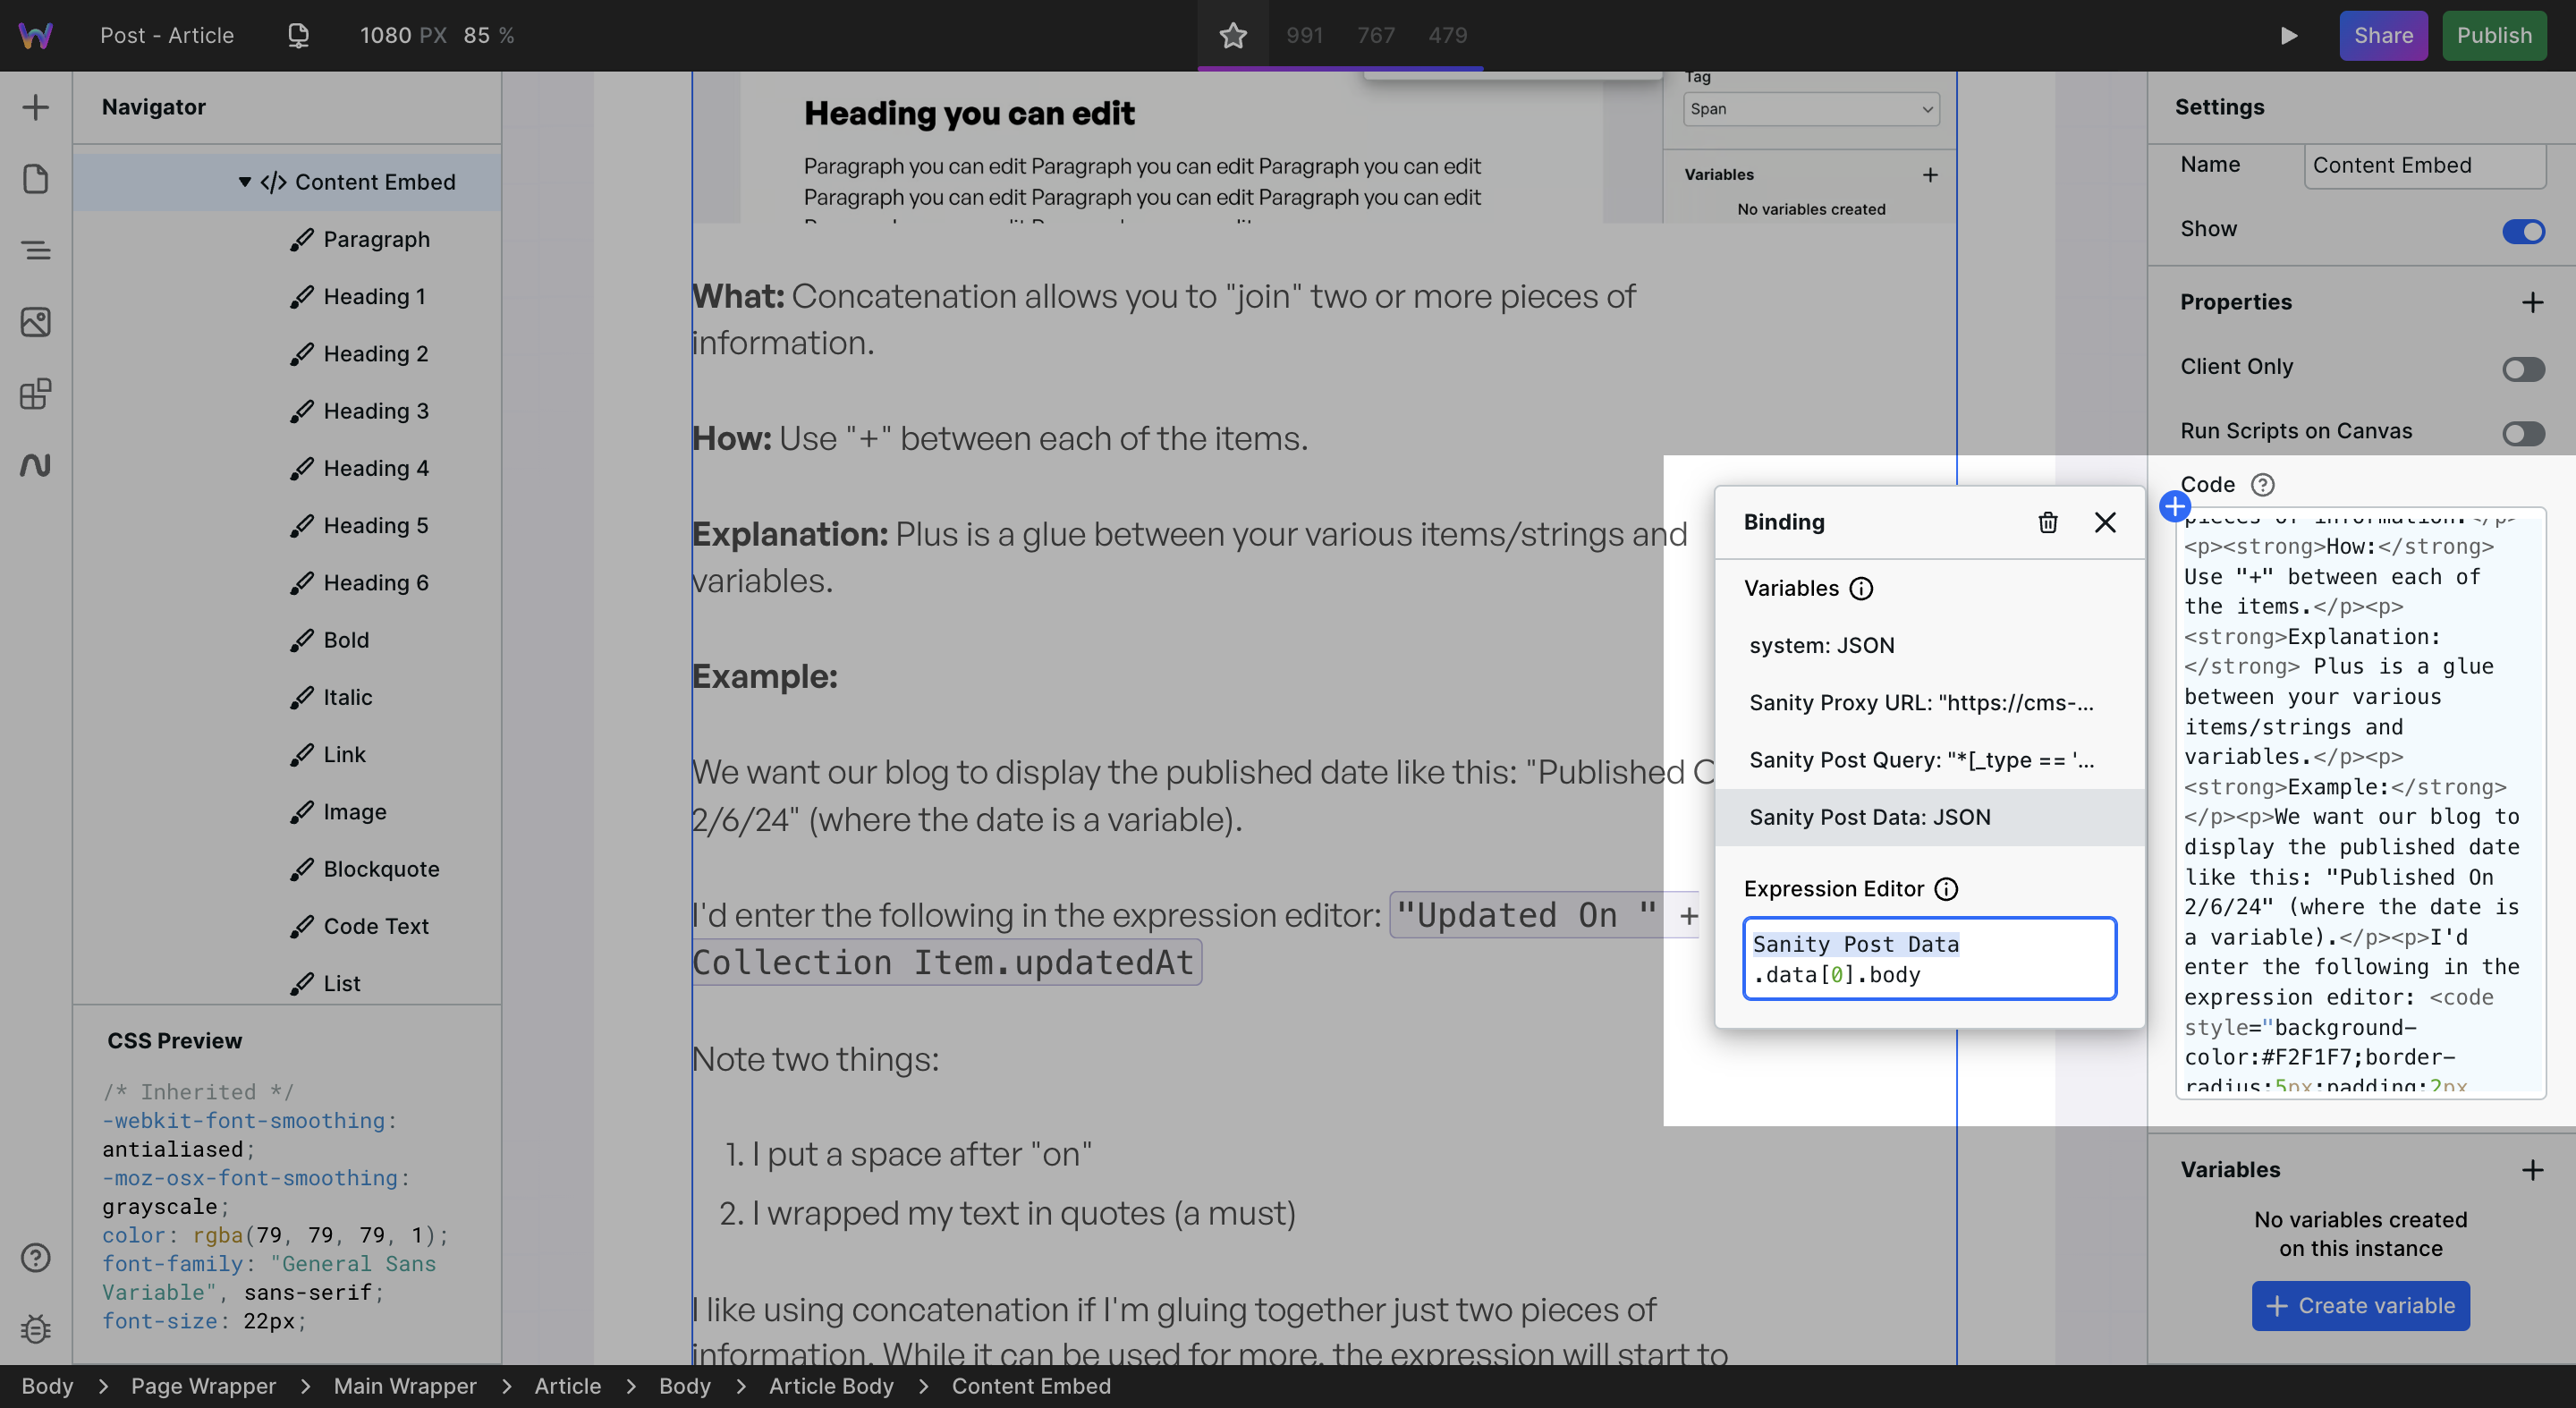 Post - Article
1080 PX 85 %
991 767 479
Share
Publish
Navigator
Content Embed
Paragraph
Heading 1
Heading 2
Heading 3
Heading 4
Heading 5
Heading 6
Bold
Italic
Link
Image
Blockquote
Code Text
List
CSS Preview
/* Inherited */
-webkit-font-smoothing:
antialiased;
-moz-osx-font-smoothing:
grayscale;
color: rgba(79, 79, 79, 1);
font-family: "General Sans
Variable", sans-serif;
font-size: 22px;
Heading you can edit
Paragraph you can edit Paragraph you can edit Paragraph you can edit
Paragraph you can edit Paragraph you can edit Paragraph you can edit
Tag
Span
Variables
No variables created
What: Concatenation allows you to "join" two or more pieces of
information.
How: Use "+" between each of the items.
Explanation: Plus is a glue between your various items/strings and
variables.
Example:
We want our blog to display the published date like this: "Published O
2/6/24" (where the date is a variable).
I'd enter the following in the expression editor: "Updated On " +
Collection Item.updatedAt
Note two things:
1. I put a space after "on"
2. I wrapped my text in quotes (a must)
I like using concatenation if I'm gluing together just two pieces of
information. While it can be used for more, the expression will start to
Binding
Variables
system: JSON
Sanity Proxy URL: "https://cms-...
Sanity Post Query: "*[_type == '...
Sanity Post Data: JSON
Expression Editor
Sanity Post Data
.data[0].body
Settings
Name
Content Embed
Show
Properties
Client Only
Run Scripts on Canvas
Code
pieces of information.</p>
<p><strong>How:</strong>
Use "+" between each of
the items.</p><p>
<strong>Explanation:
</strong> Plus is a glue
between your various
items/strings and
variables.</p><p>
<strong>Example:</strong>
</p><p>We want our blog to
display the published date
like this: "Published On
2/6/24" (where the date is
a variable).</p><p>I'd
enter the following in the
expression editor: <code
style="background-
color:#F2F1F7;border-
radius:5px;padding:2px
Variables
No variables created
on this instance
Create variable
Body > Page Wrapper > Main Wrapper > Article > Body > Article Body > Content Embed